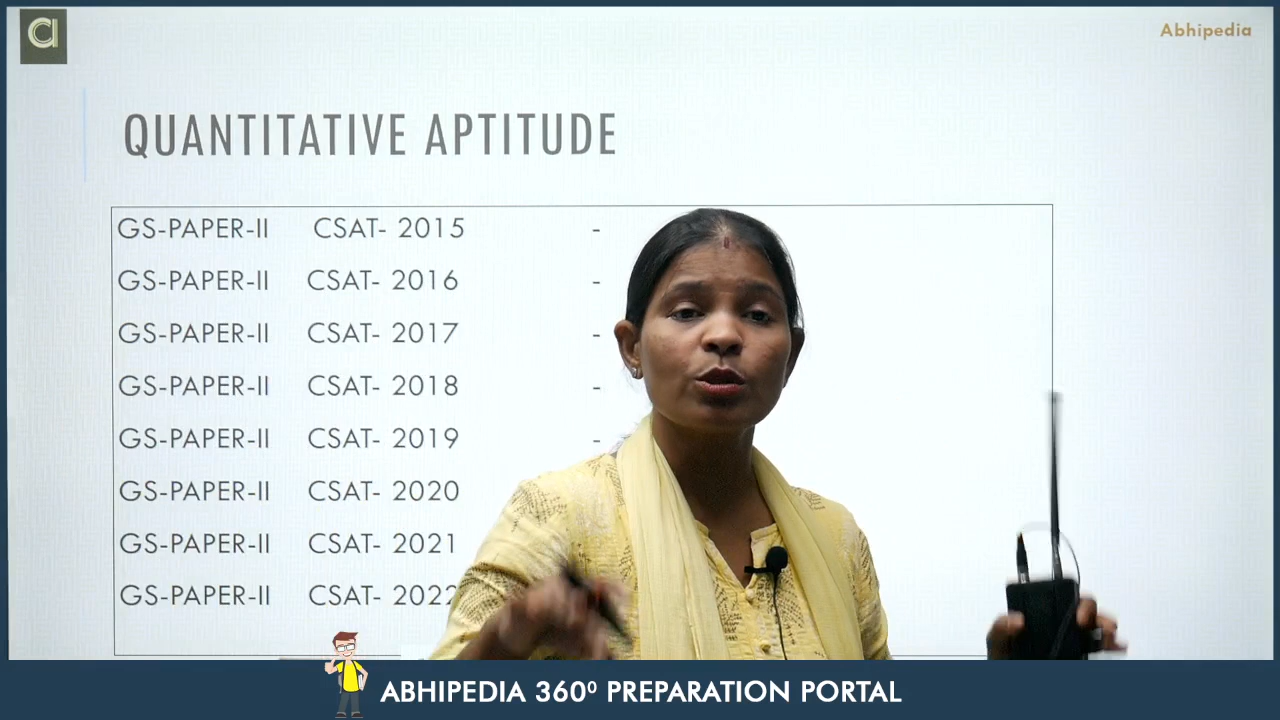 Abhipedia
QUANTITATIVE APTITUDE
GS-PAPER-II CSAT- 2015 -
GS-PAPER-II CSAT- 2016 -
GS-PAPER-II CSAT- 2017 -
GS-PAPER-II CSAT- 2018 -
GS-PAPER-II CSAT- 2019 -
GS-PAPER-II CSAT- 2020
GS-PAPER-II CSAT- 2021
GS-PAPER-II CSAT- 2022
ABHIPEDIA 360⁰ PREPARATION PORTAL